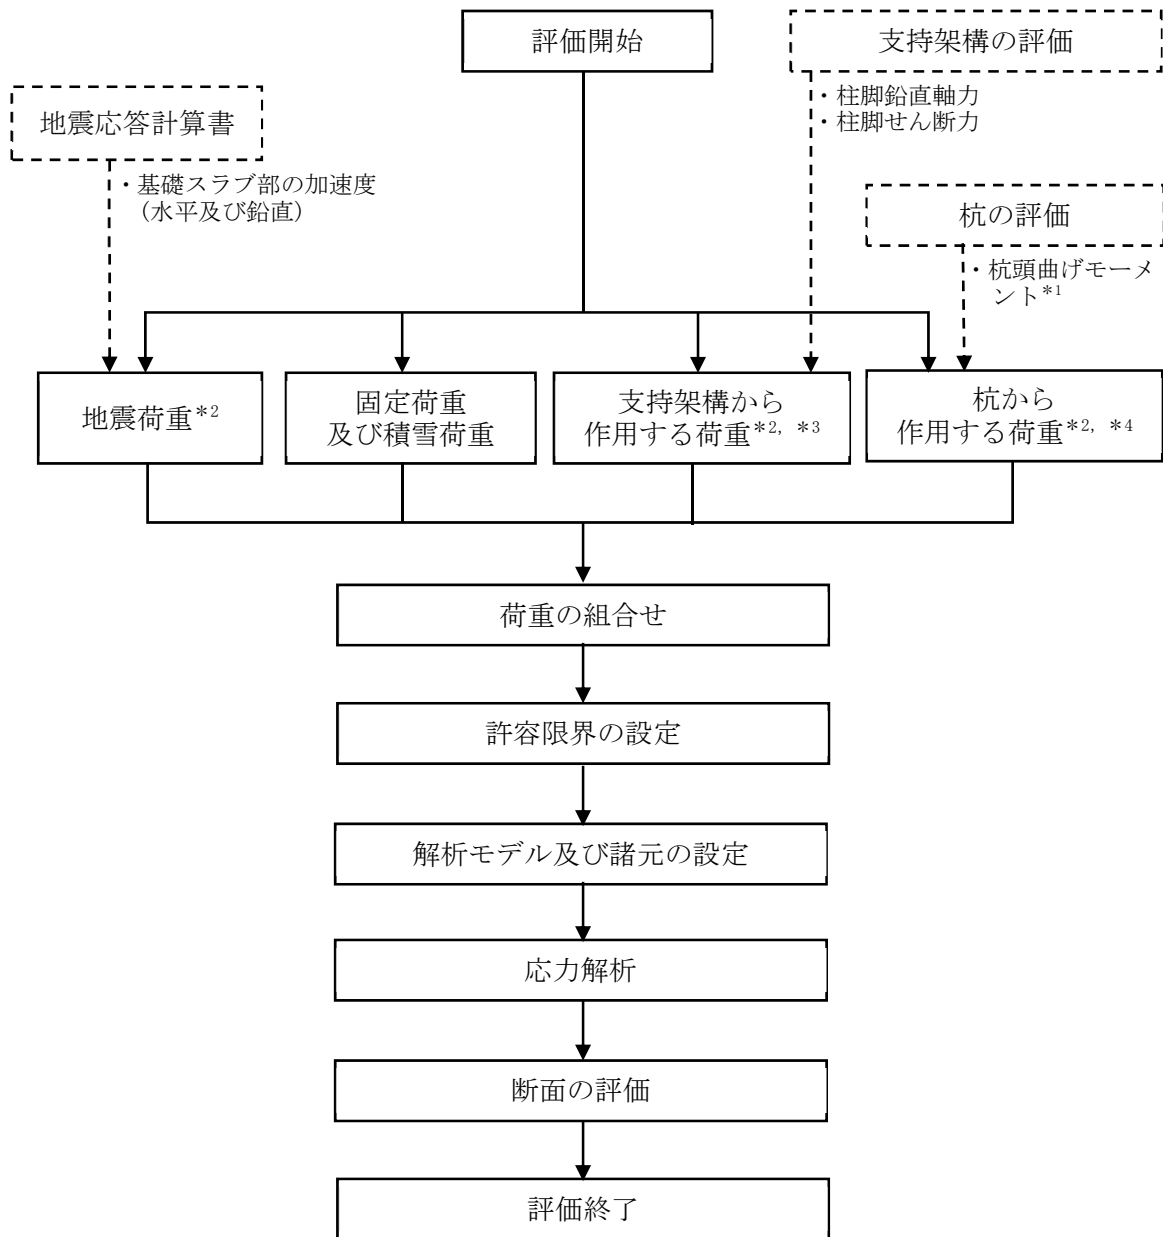 評価開始
支持架構の評価
・柱脚鉛直軸力
・柱脚せん断力
地震応答計算書
・基礎スラブ部の加速度
（水平及び鉛直）
杭の評価
・杭頭曲げモーメ
ント*1
地震荷重*2
固定荷重
及び積雪荷重
支持架構から
作用する荷重*2, *3
杭から
作用する荷重*2, *4
荷重の組合せ
許容限界の設定
解析モデル及び諸元の設定
応力解析
断面の評価
評価終了